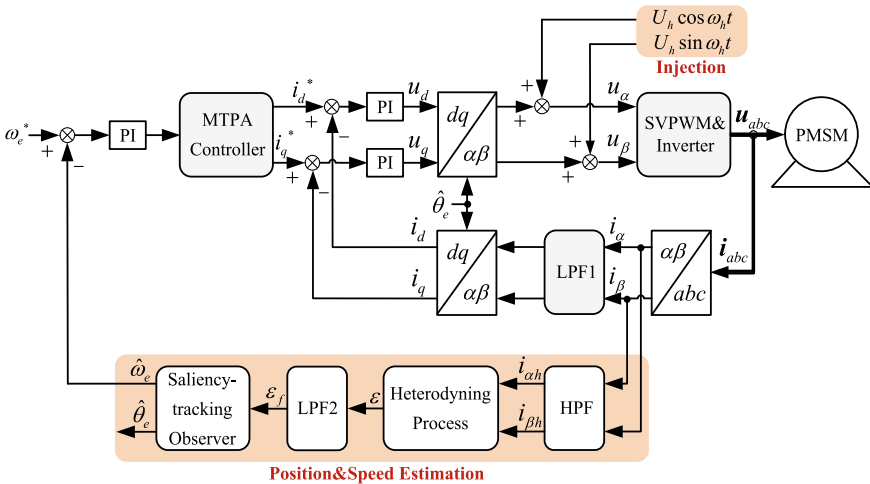 U_h cos ω_h t
U_h sin ω_h t
Injection
ω_e* + −
PI
MTPA
Controller
i_d* + −
i_q* + −
PI
PI
u_d
u_q
dq
αβ
+ +
+ +
u_α
u_β
SVPWM&
Inverter
u_abc
PMSM
θ̂_e
i_d
i_q
dq
αβ
LPF1
i_α
i_β
αβ
abc
i_abc
ω̂_e
θ̂_e
Saliency-
tracking
Observer
ε_f
LPF2
ε
Heterodyning
Process
i_αh
i_βh
HPF
Position&Speed Estimation